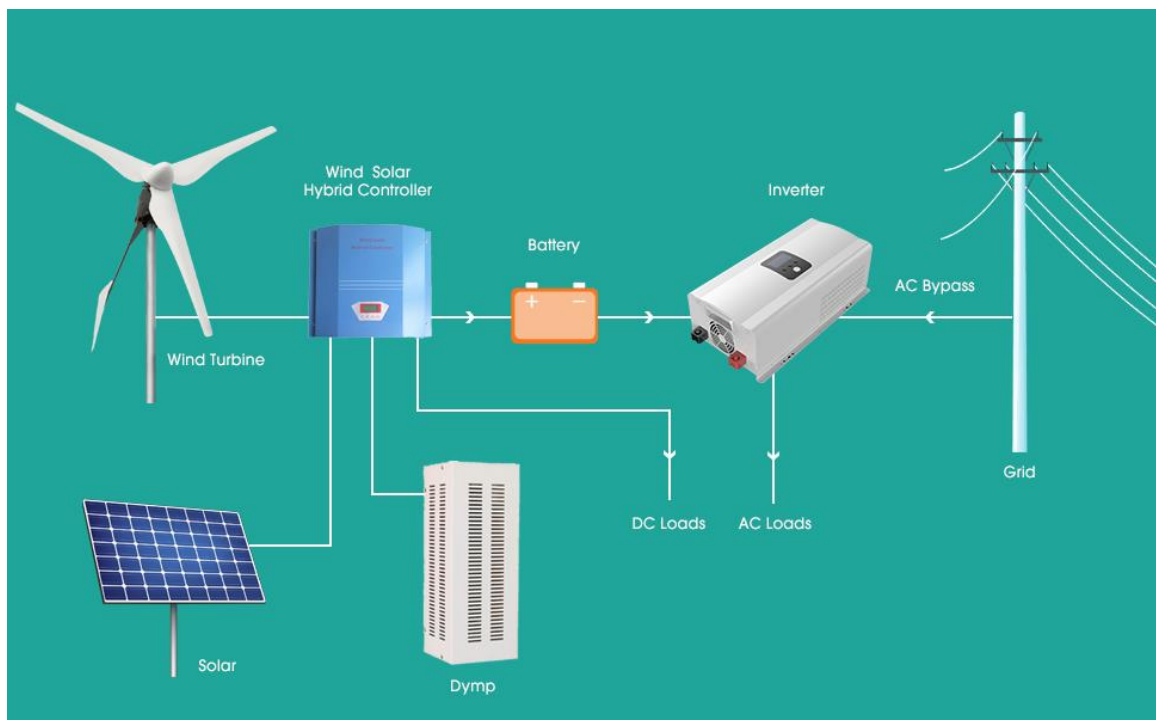 Wind Solar
Hybrid Controller
Inverter
Battery
AC Bypass
Wind Turbine
Grid
DC Loads
AC Loads
Solar
Dymp